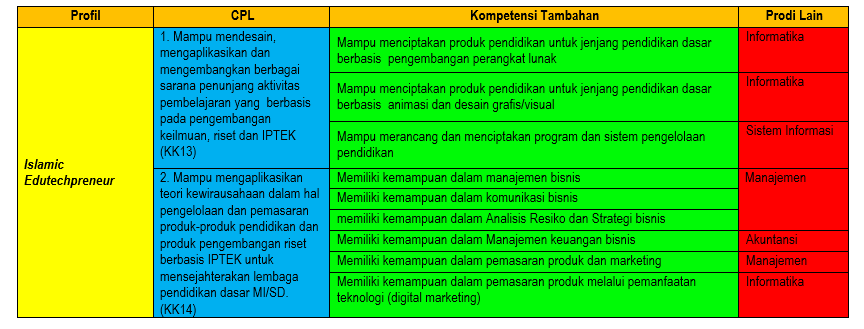 Profil CPL Kompetensi Tambahan Prodi Lain
Islamic
Edutechpreneur
1. Mampu mendesain,
mengaplikasikan dan
mengembangkan berbagai
sarana penunjang aktivitas
pembelajaran yang berbasis
pada pengembangan
keilmuan, riset dan IPTEK
(KK13)
Mampu menciptakan produk pendidikan untuk jenjang pendidikan dasar
berbasis pengembangan perangkat lunak
Informatika
Mampu menciptakan produk pendidikan untuk jenjang pendidikan dasar
berbasis animasi dan desain grafis/visual
Informatika
Mampu merancang dan menciptakan program dan sistem pengelolaan
pendidikan
Sistem Informasi
2. Mampu mengaplikasikan
teori kewirausahaan dalam hal
pengelolaan dan pemasaran
produk-produk pendidikan dan
produk pengembangan riset
berbasis IPTEK untuk
mensejahterakan lembaga
pendidikan dasar MI/SD.
(KK14)
Memiliki kemampuan dalam manajemen bisnis
Manajemen
Memiliki kemampuan dalam komunikasi bisnis
memiliki kemampuan dalam Analisis Resiko dan Strategi bisnis
Memiliki kemampuan dalam Manajemen keuangan bisnis
Akuntansi
Memiliki kemampuan dalam pemasaran produk dan marketing
Manajemen
Memiliki kemampuan dalam pemasaran produk melalui pemanfaatan
teknologi (digital marketing)
Informatika